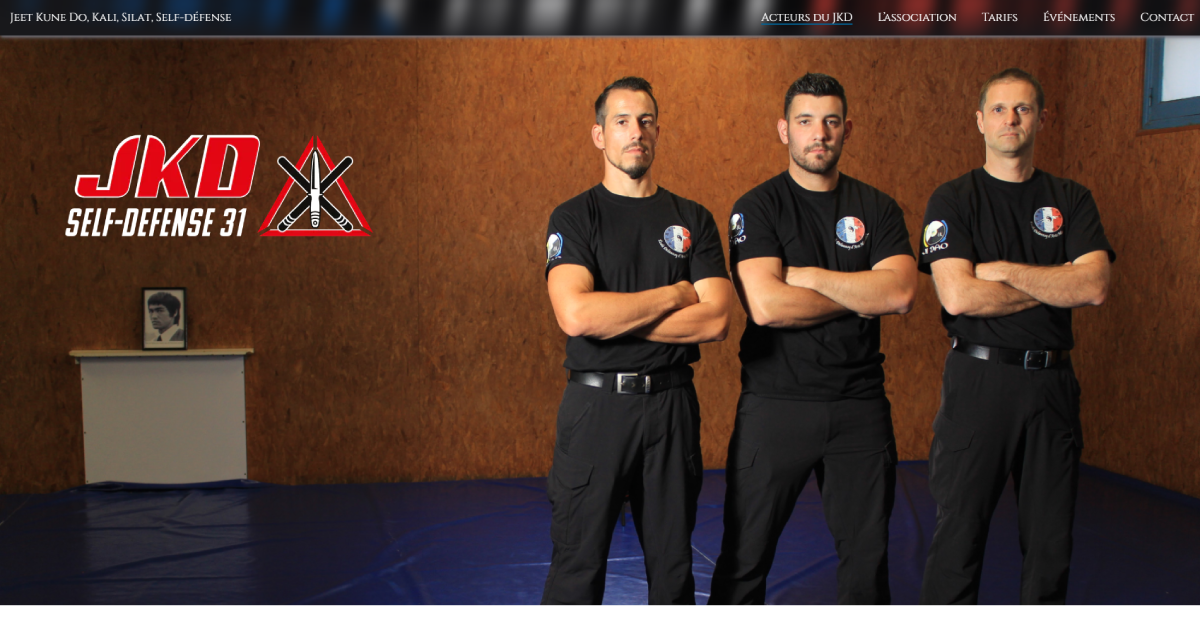 Jeet Kune Do, Kali, Silat, Self-défense
Acteurs du JKD
L'association
Tarifs
Événements
Contact
JKD
SELF-DEFENSE 31